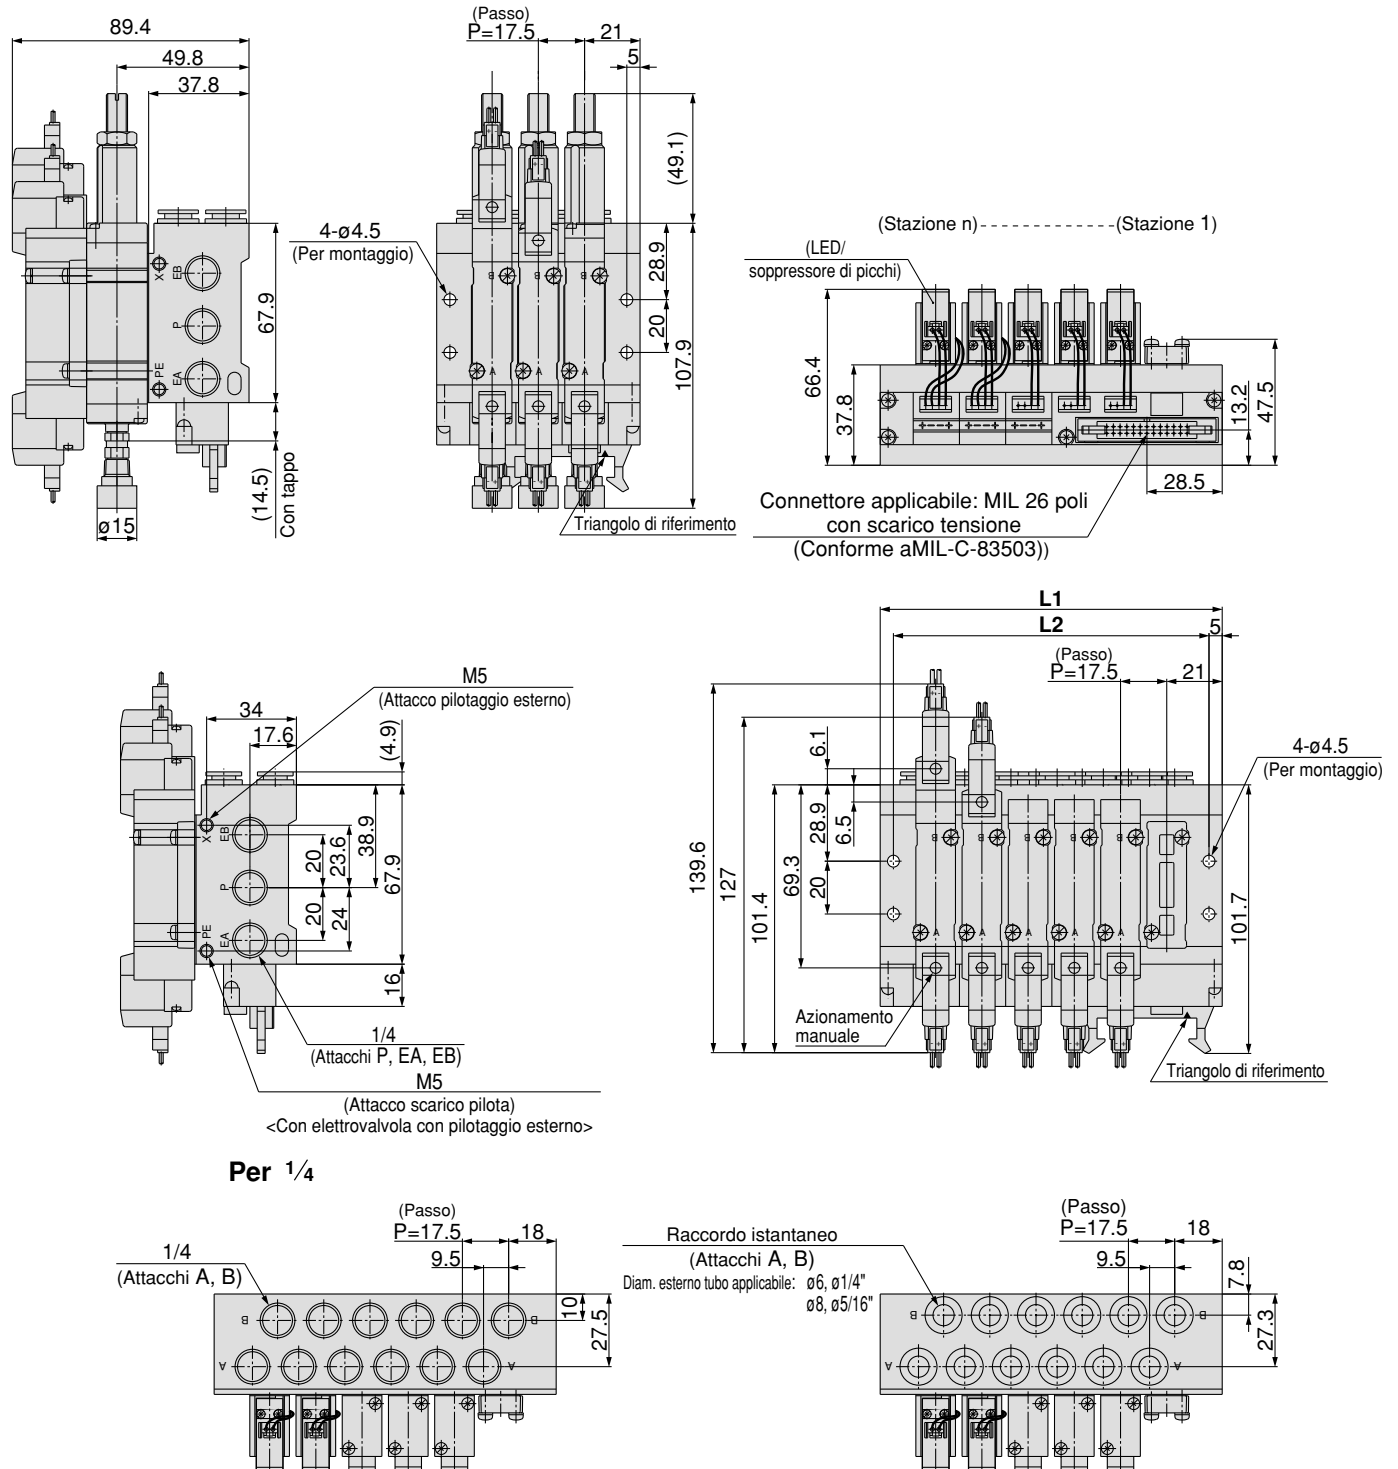 89.4
49.8
37.8
67.9
(14.5)
Con tappo
ø15
X
EB
P
PE
EA
(Passo)
P=17.5
21
5
4-ø4.5
(Per montaggio)
(49.1)
28.9
20
107.9
B B B
A A A
Triangolo di riferimento
(Stazione n)
(Stazione 1)
(LED/
soppressore di picchi)
66.4
37.8
13.2
47.5
28.5
Connettore applicabile: MIL 26 poli
con scarico tensione
(Conforme aMIL-C-83503))
M5
(Attacco pilotaggio esterno)
34
17.6
(4.9)
X
EB
P
PE
EA
20
23.6
38.9
67.9
20
24
16
1/4
(Attacchi P, EA, EB)
M5
(Attacco scarico pilota)
<Con elettrovalvola con pilotaggio esterno>
L1
L2
5
(Passo)
P=17.5
21
4-ø4.5
(Per montaggio)
139.6
127
101.4
69.3
6.1
28.9
6.5
20
101.7
B B B B B
A A A A A
Azionamento
manuale
Triangolo di riferimento
Per 1/4
(Passo)
P=17.5
18
9.5
1/4
(Attacchi A, B)
10
27.5
B B
A A
Raccordo istantaneo
(Attacchi A, B)
Diam. esterno tubo applicabile: ø6, ø1/4"
ø8, ø5/16"
(Passo)
P=17.5
18
9.5
7.8
27.3
B B
A A